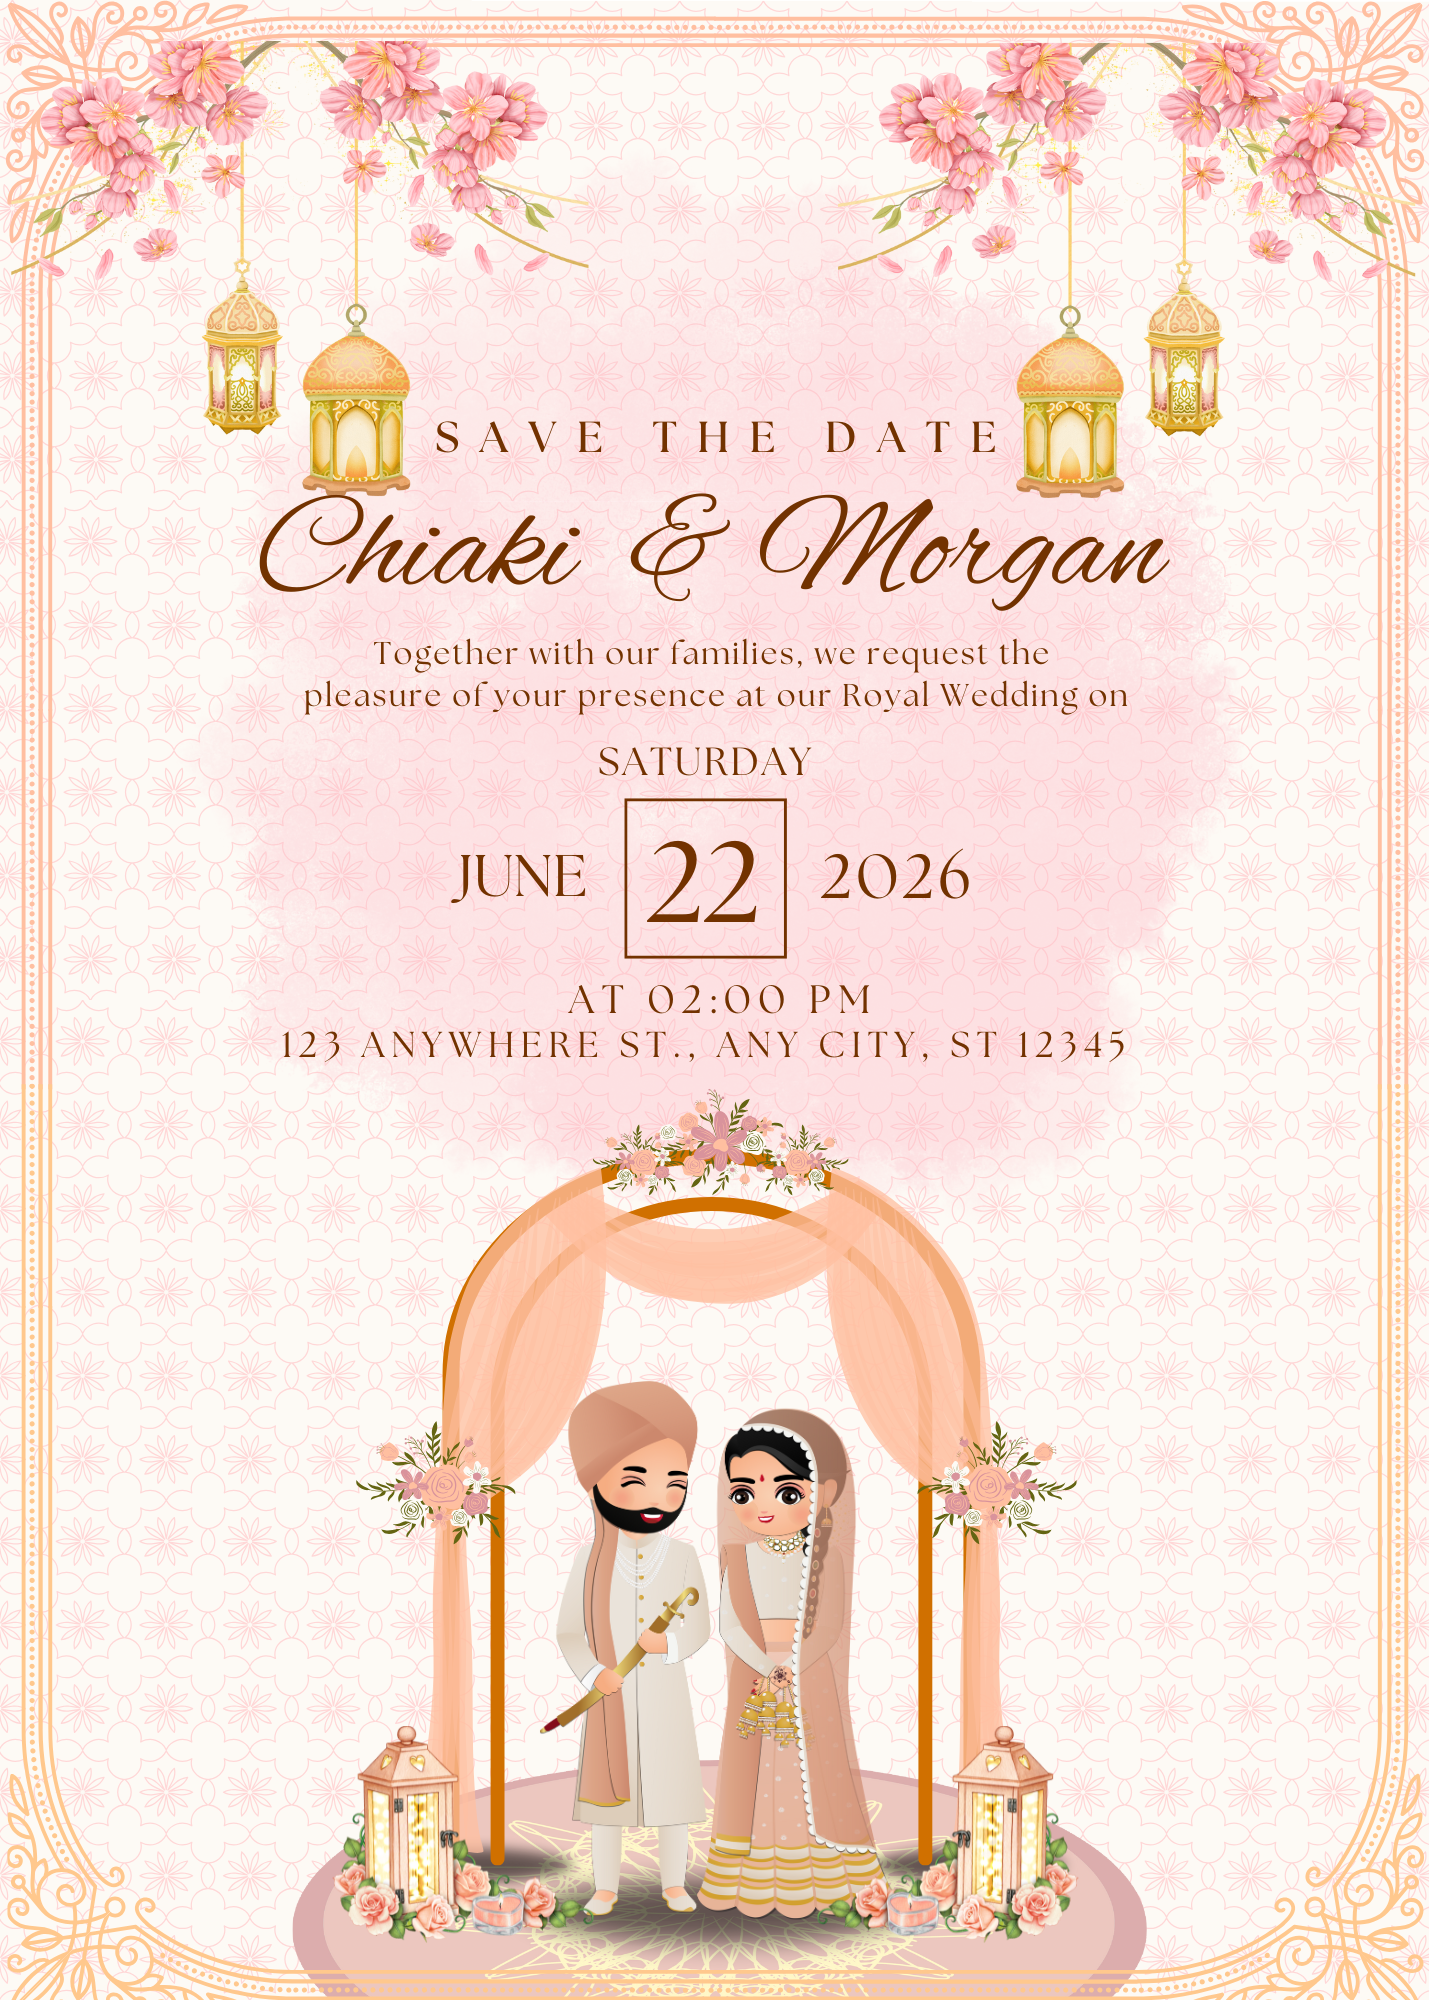 SAVE THE DATE
Chiaki & Morgan
Together with our families, we request the
pleasure of your presence at our Royal Wedding on
SATURDAY
JUNE 22 2026
AT 02:00 PM
123 ANYWHERE ST., ANY CITY, ST 12345